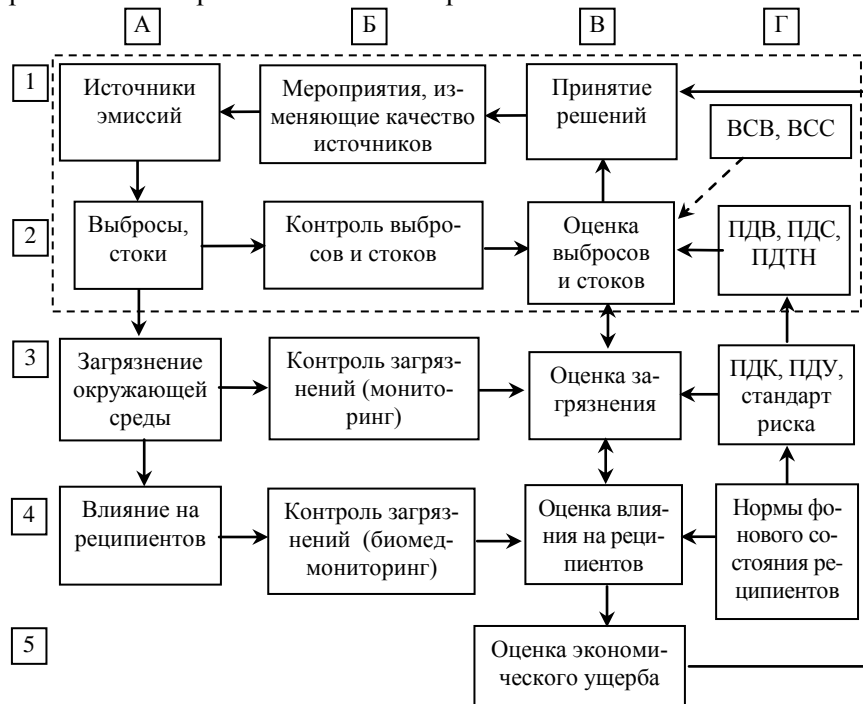 А Б В Г
1
Источники
эмиссий
Мероприятия, из-
меняющие качество
источников
Принятие
решений
ВСВ, ВСС
2
Выбросы,
стоки
Контроль выбро-
сов и стоков
Оценка
выбросов
и стоков
ПДВ, ПДС,
ПДТН
3
Загрязнение
окружающей
среды
Контроль загряз-
нений (монито-
ринг)
Оценка за-
грязнения
ПДК, ПДУ,
стандарт
риска
4
Влияние на
реципиентов
Контроль загряз-
нений (биомед-
мониторинг)
Оценка влия-
ния на реци-
пиентов
Нормы фо-
нового со-
стояния ре-
ципиентов
5
Оценка экономи-
ческого ущерба